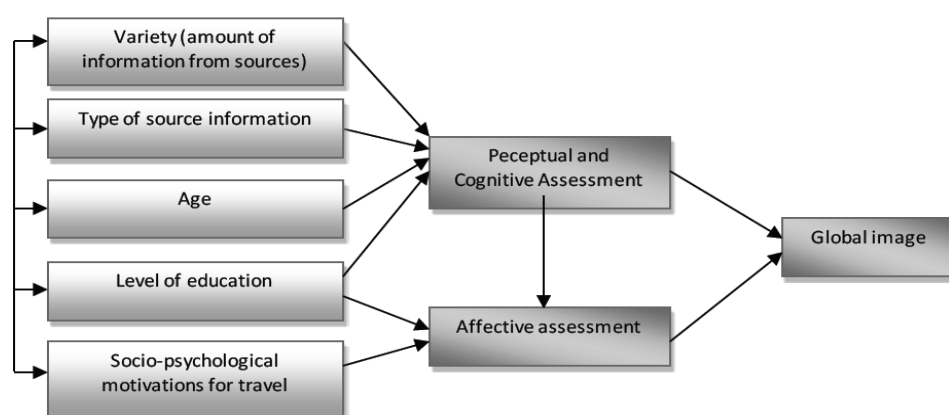 Variety (amount of
information from sources)
Type of source information
Age
Level of education
Socio-psychological
motivations for travel
Peceptual and
Cognitive Assessment
Affective assessment
Global image